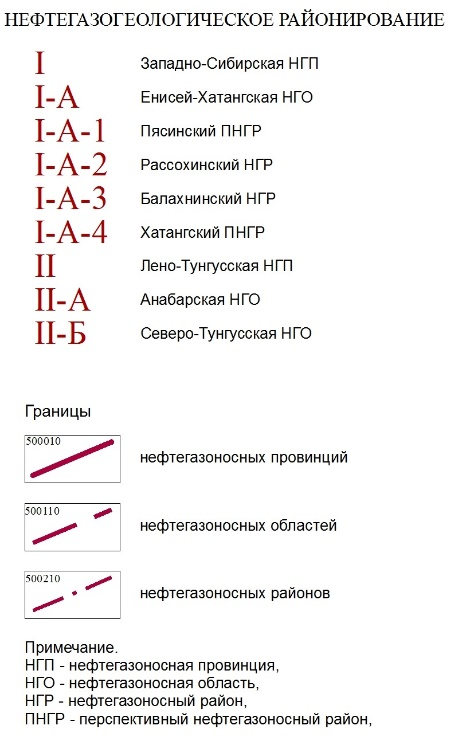 НЕФТЕГАЗОГЕОЛОГИЧЕСКОЕ РАЙОНИРОВАНИЕ
I Западно-Сибирская НГП
I-А Енисей-Хатангская НГО
I-А-1 Пясинский ПНГР
I-А-2 Рассохинский НГР
I-А-3 Балахнинский НГР
I-А-4 Хатангский ПНГР
II Лено-Тунгусская НГП
II-А Анабарская НГО
II-Б Северо-Тунгусская НГО
Границы
500010 нефтегазоносных провинций
500110 нефтегазоносных областей
500210 нефтегазоносных районов
Примечание.
НГП - нефтегазоносная провинция,
НГО - нефтегазоносная область,
НГР - нефтегазоносный район,
ПНГР - перспективный нефтегазоносный район,